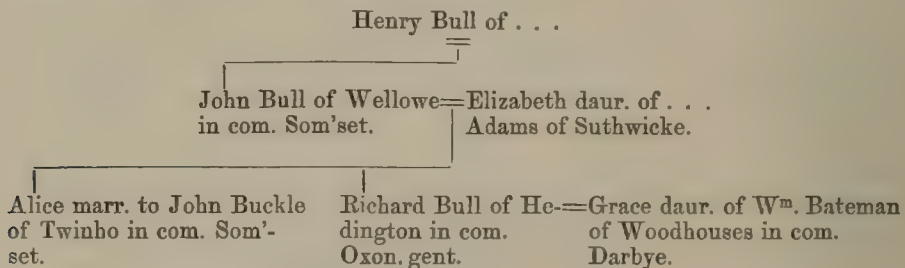 Henry Bull of . . .
John Bull of Wellowe=Elizabeth daur. of . . .
in com. Som'set. Adams of Suthwicke.
Alice marr. to John Buckle Richard Bull of He-=Grace daur. of Wm. Bateman
of Twinho in com. Som'- dington in com. of Woodhouses in com.
set. Oxon. gent. Darbye.